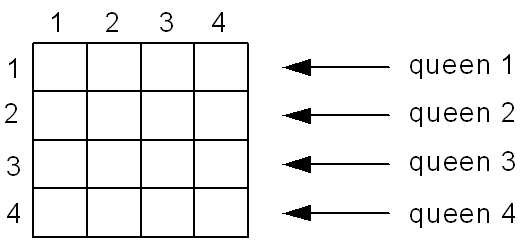 1 2 3 4
1 queen 1
2 queen 2
3 queen 3
4 queen 4